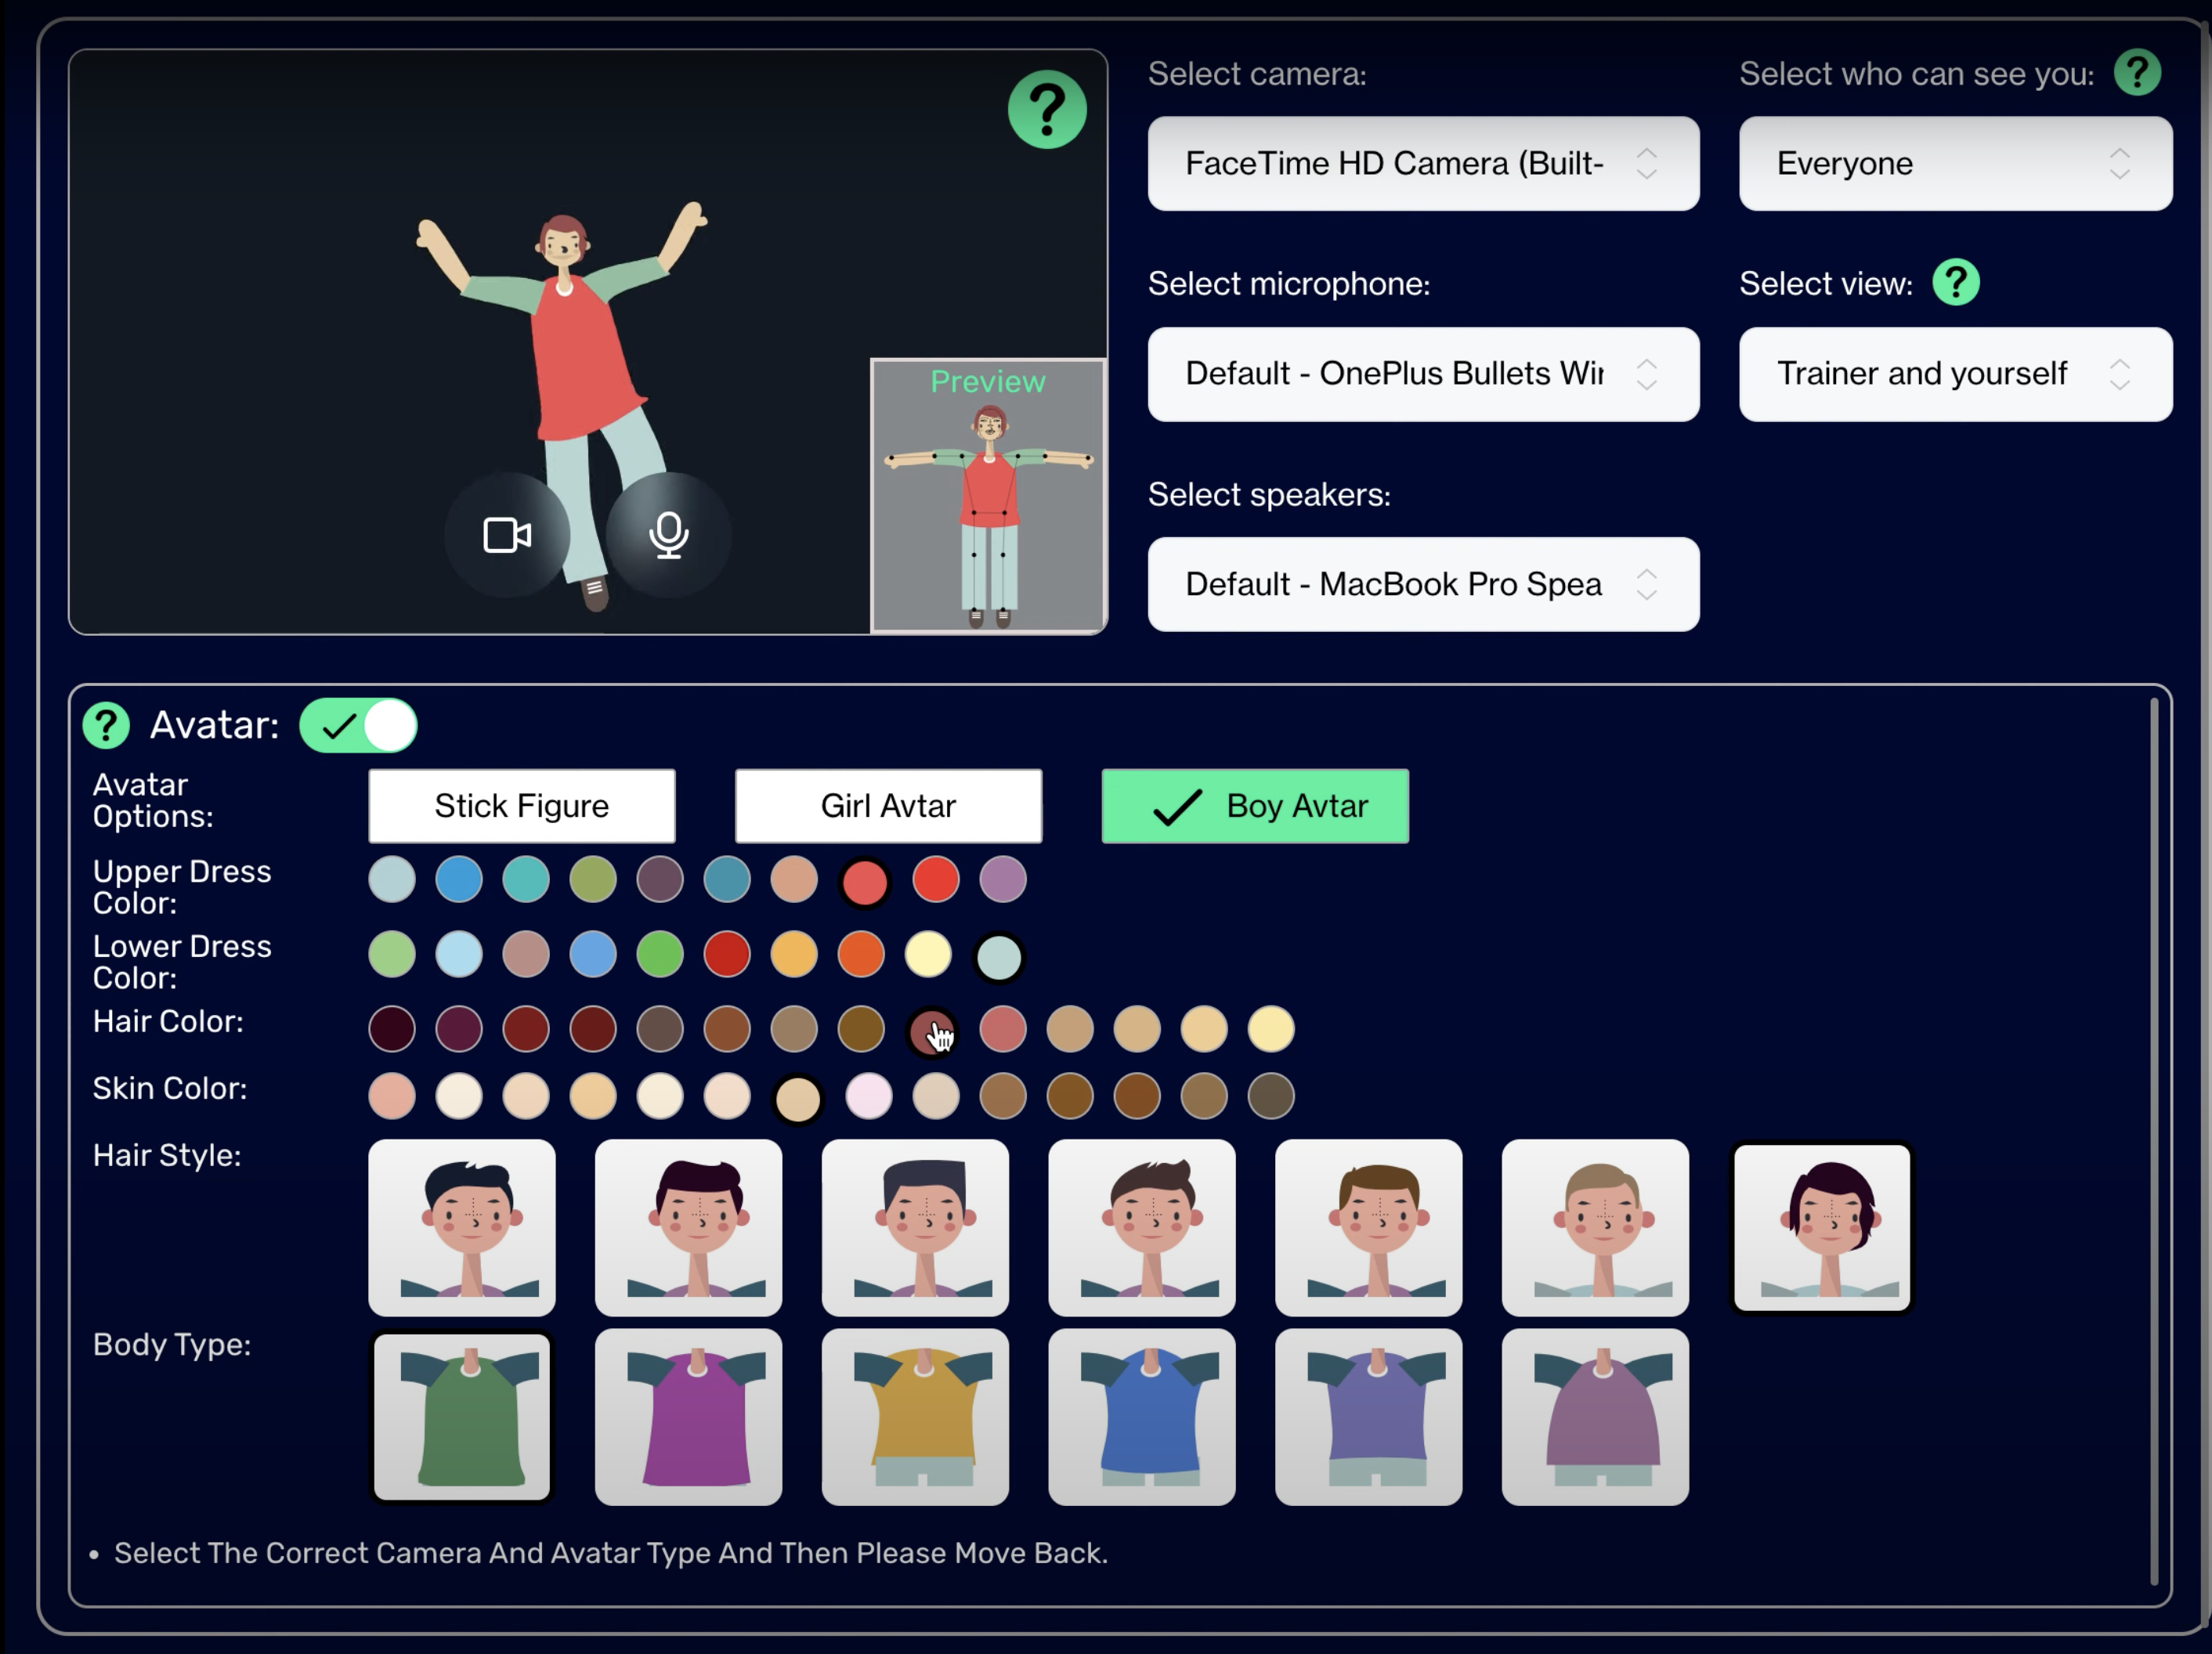 Select camera:
Select who can see you: ?
?
FaceTime HD Camera (Built-
Everyone
Select microphone:
Select view: ?
Default - OnePlus Bullets Wir
Trainer and yourself
Preview
Select speakers:
Default - MacBook Pro Spea
? Avatar:
Avatar
Options:
Stick Figure
Girl Avtar
Boy Avtar
Upper Dress
Color:
Lower Dress
Color:
Hair Color:
Skin Color:
Hair Style:
Body Type:
• Select The Correct Camera And Avatar Type And Then Please Move Back.